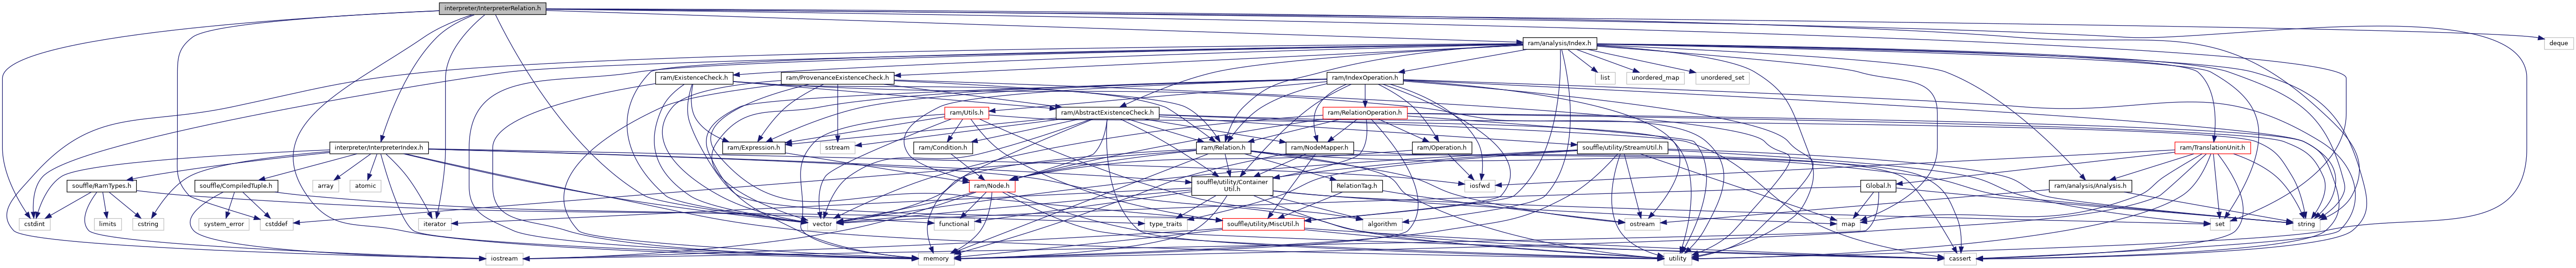 interpreter/InterpreterRelation.h
ram/analysis/Index.h
deque
ram/ExistenceCheck.h
ram/ProvenanceExistenceCheck.h
ram/IndexOperation.h
list
unordered_map
unordered_set
ram/Utils.h
ram/AbstractExistenceCheck.h
ram/RelationOperation.h
interpreter/InterpreterIndex.h
ram/Expression.h
sstream
ram/Condition.h
ram/Relation.h
ram/NodeMapper.h
ram/Operation.h
souffle/utility/StreamUtil.h
ram/TranslationUnit.h
souffle/RamTypes.h
souffle/CompiledTuple.h
array
atomic
ram/Node.h
souffle/utility/Container
Util.h
RelationTag.h
iosfwd
Global.h
ram/analysis/Analysis.h
cstdint
limits
cstring
system_error
cstddef
iterator
vector
functional
type_traits
souffle/utility/MiscUtil.h
algorithm
ostream
map
set
string
iostream
memory
utility
cassert